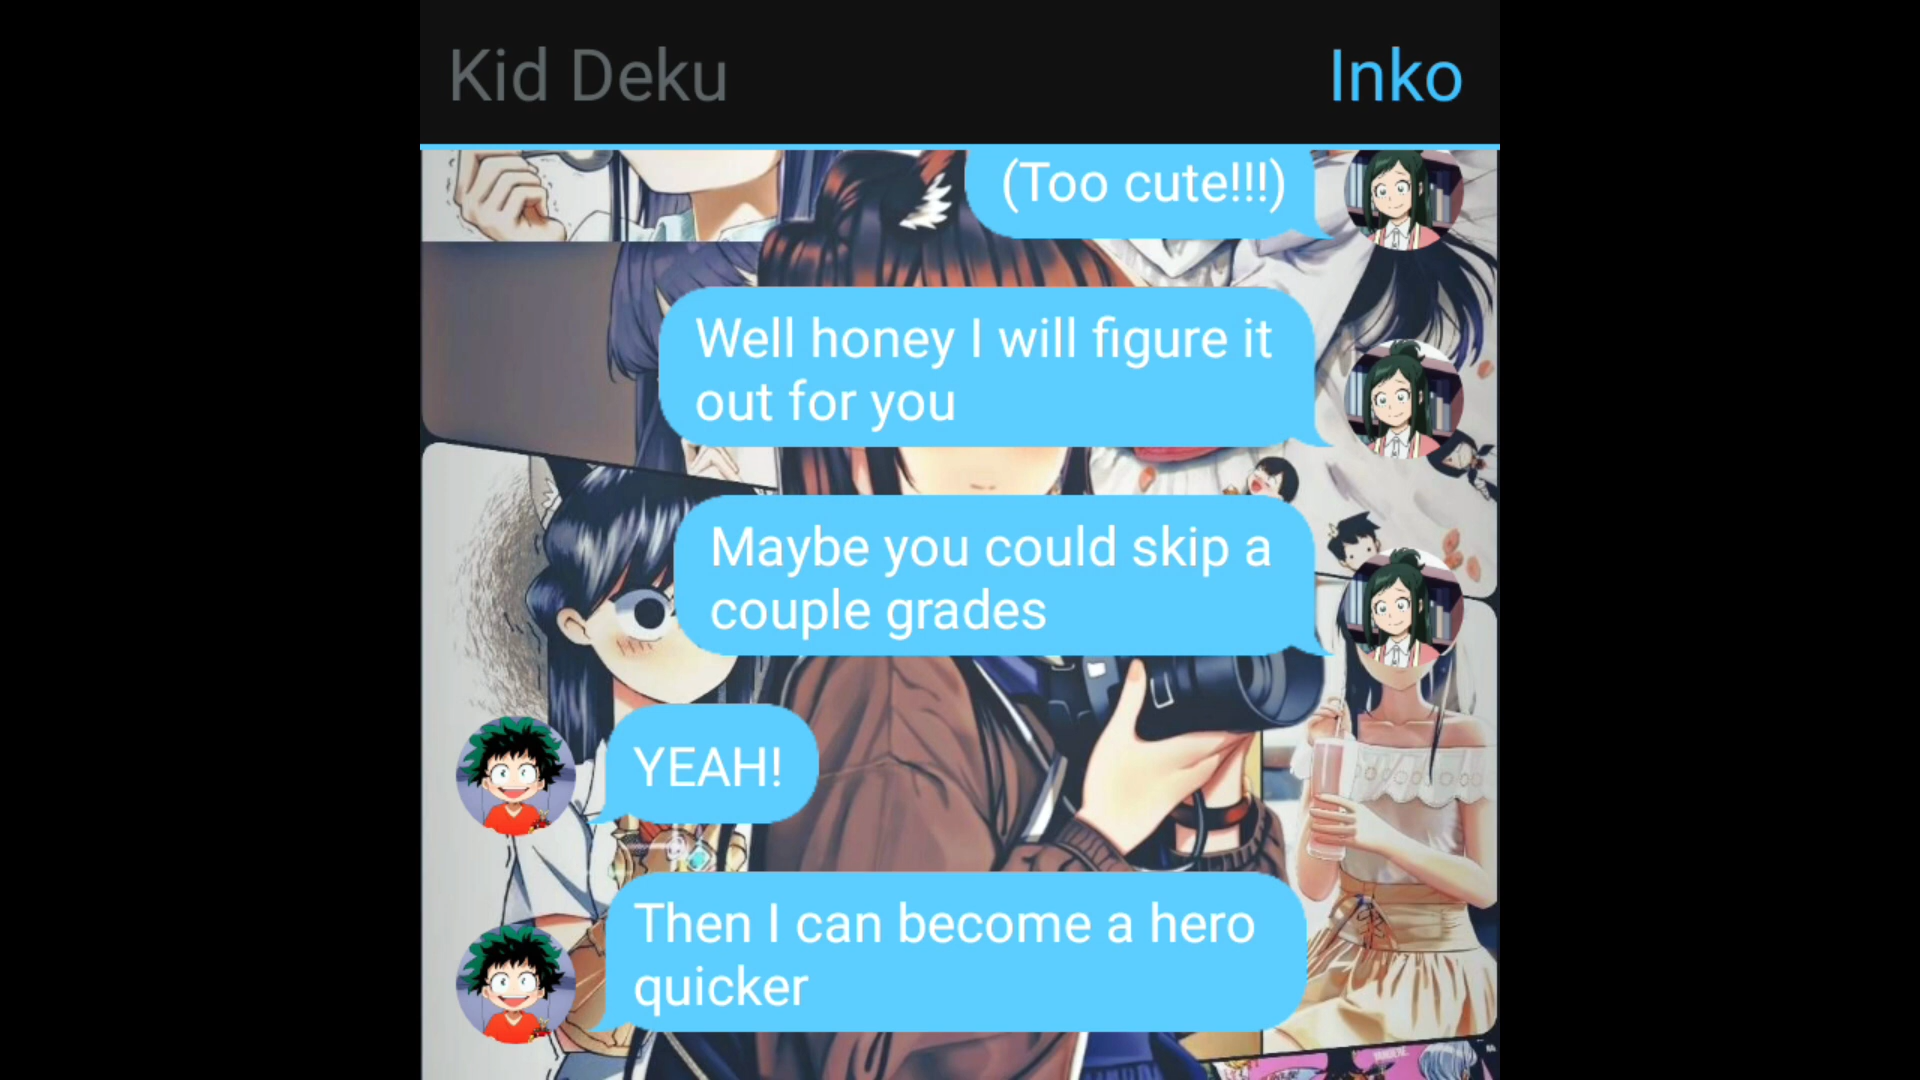 Kid Deku
Inko
(Too cute!!!)
Well honey I will figure it
out for you
Maybe you could skip a
couple grades
YEAH!
Then I can become a hero
quicker